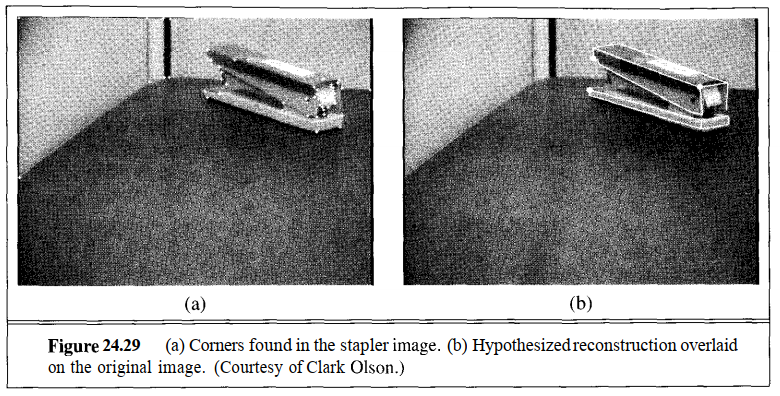 (a)
(b)
Figure 24.29 (a) Corners found in the stapler image. (b) Hypothesized reconstruction overlaid
on the original image. (Courtesy of Clark Olson.)